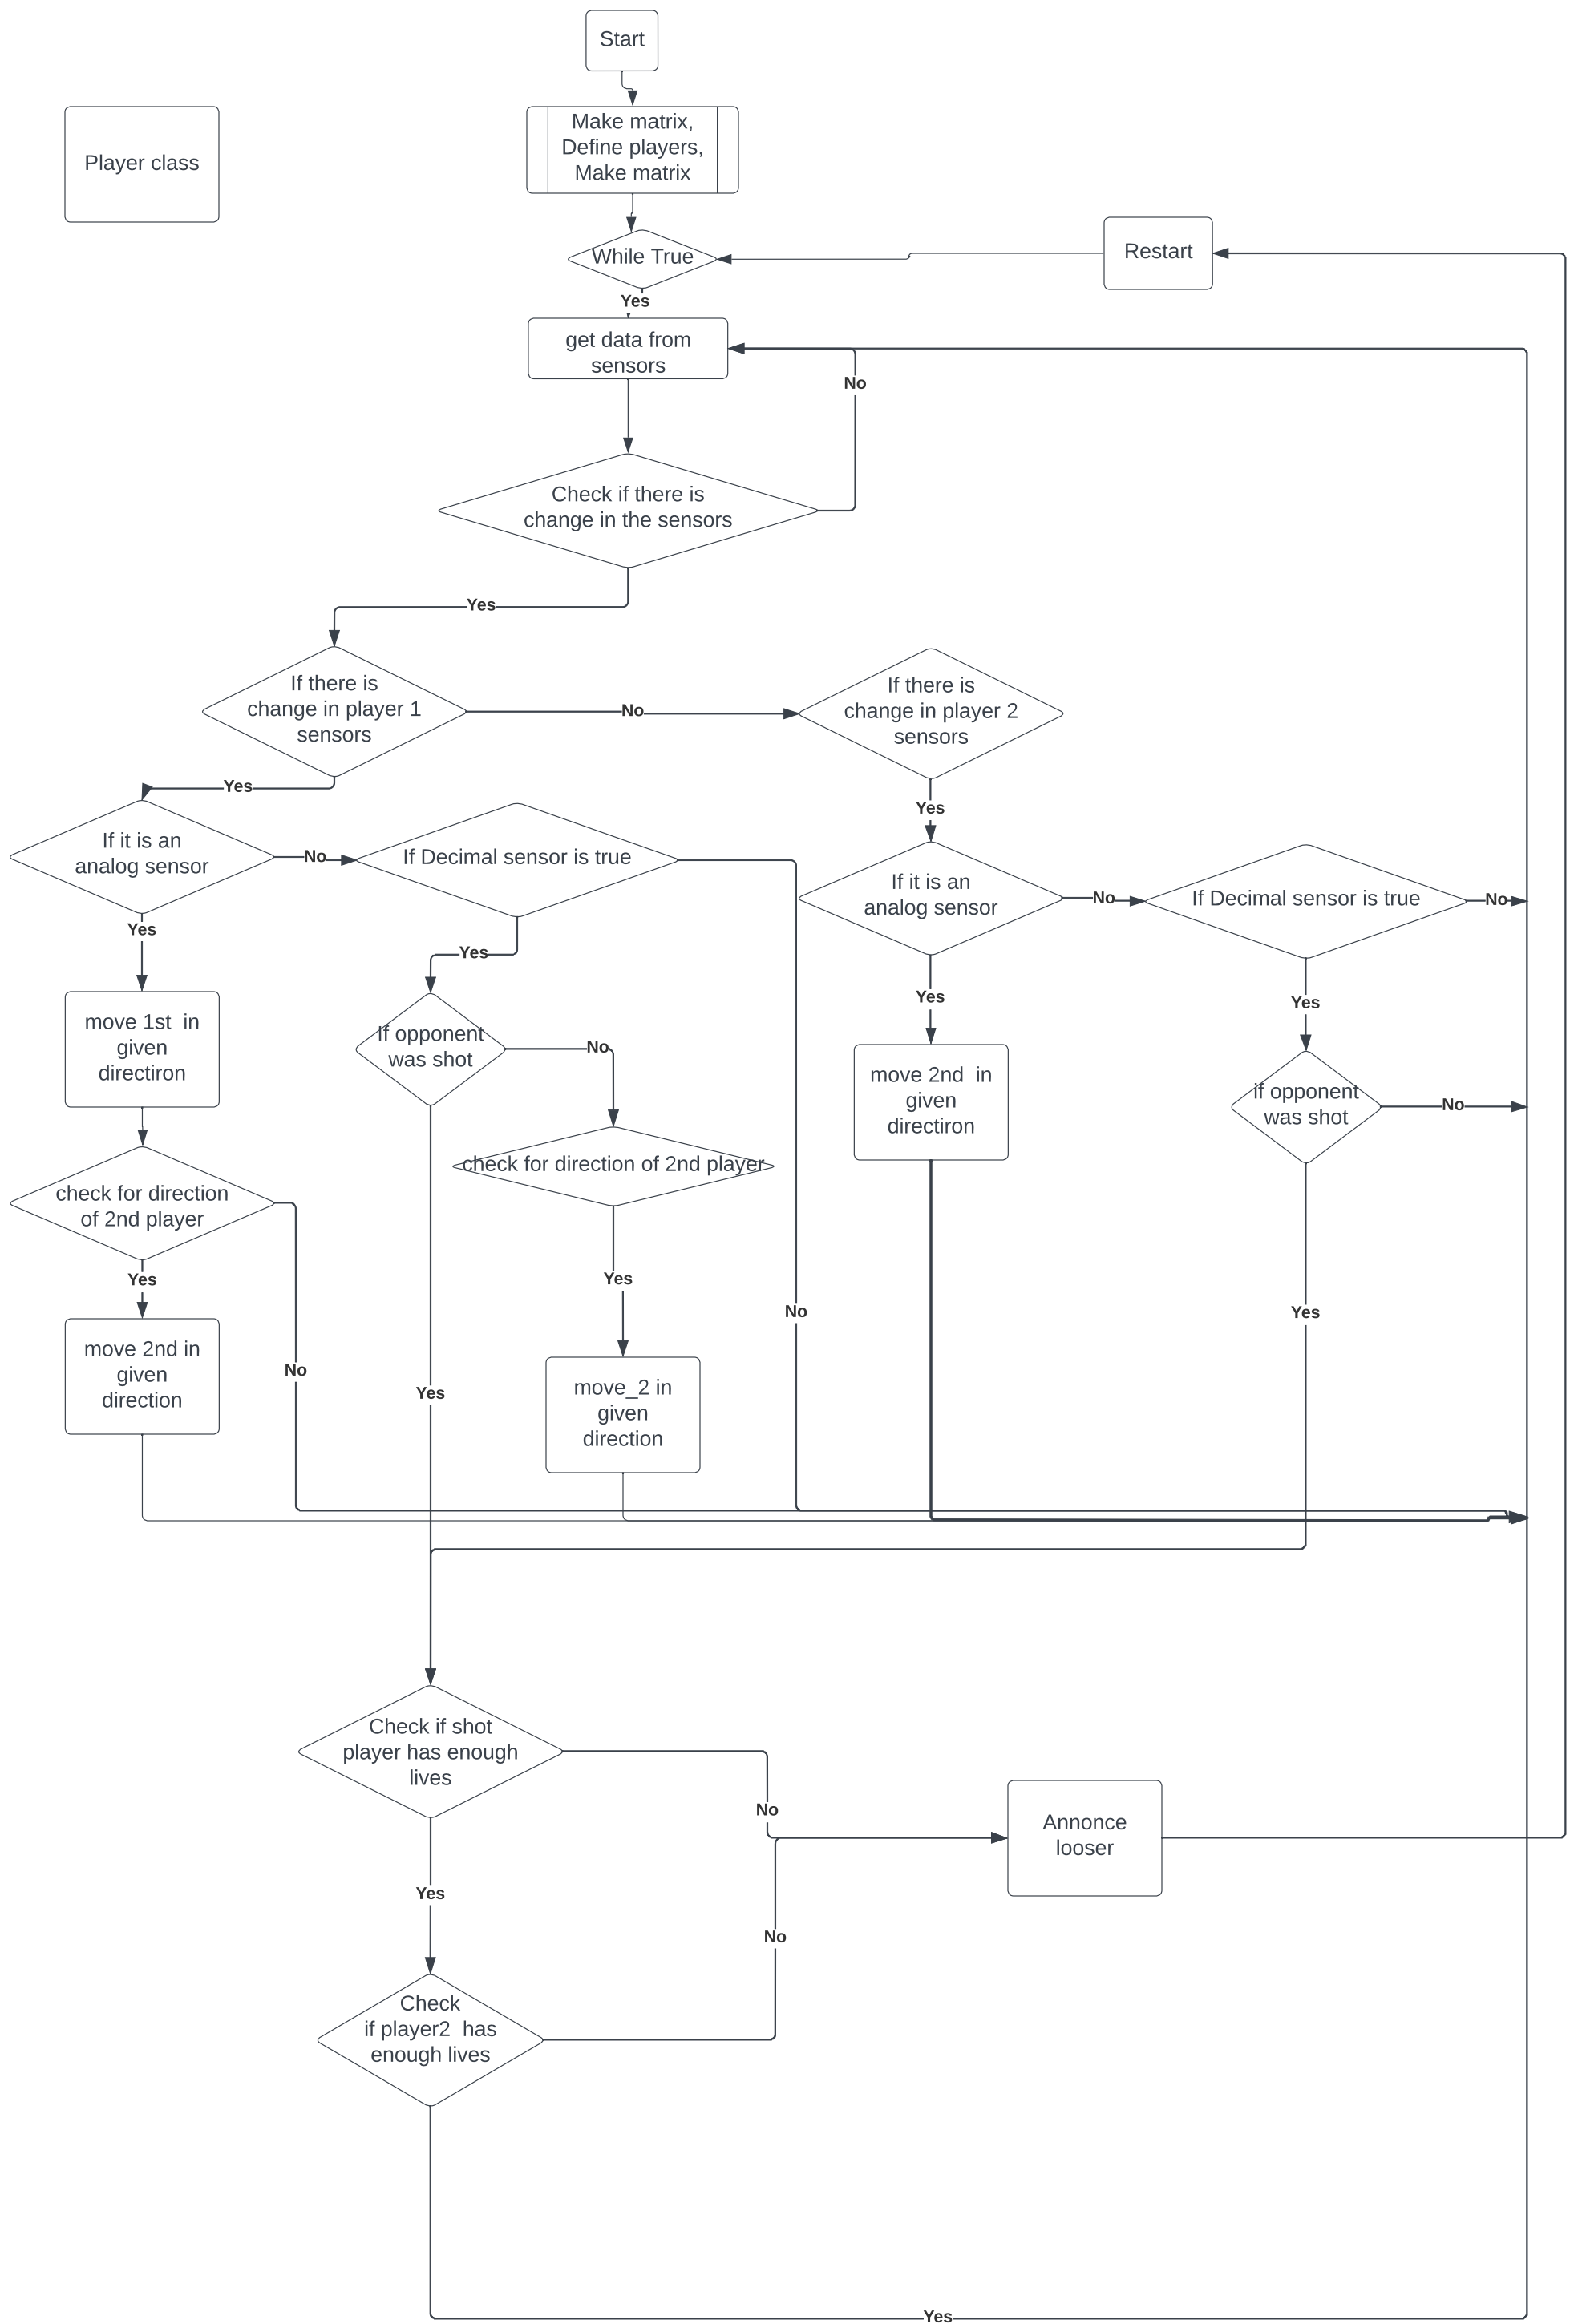 Start
Make matrix,
Define players,
Make matrix
Player class
While True
Restart
Yes
get data from
sensors
No
Check if there is
change in the sensors
Yes
If there is
change in player 1
sensors
No
If there is
change in player 2
sensors
Yes
Yes
If it is an
analog sensor
No
If Decimal sensor is true
If it is an
analog sensor
No
If Decimal sensor is true
No
Yes
Yes
Yes
Yes
move 1st  in
given
directiron
If opponent
was shot
No
move 2nd  in
given
directiron
if opponent
was shot
No
check for direction of 2nd player
check for direction
of 2nd player
Yes
Yes
No
Yes
move 2nd in
given
direction
No
Yes
move_2 in
given
direction
Check if shot
player has enough
lives
No
Annonce
looser
Yes
No
Check
if player2  has
enough lives
Yes